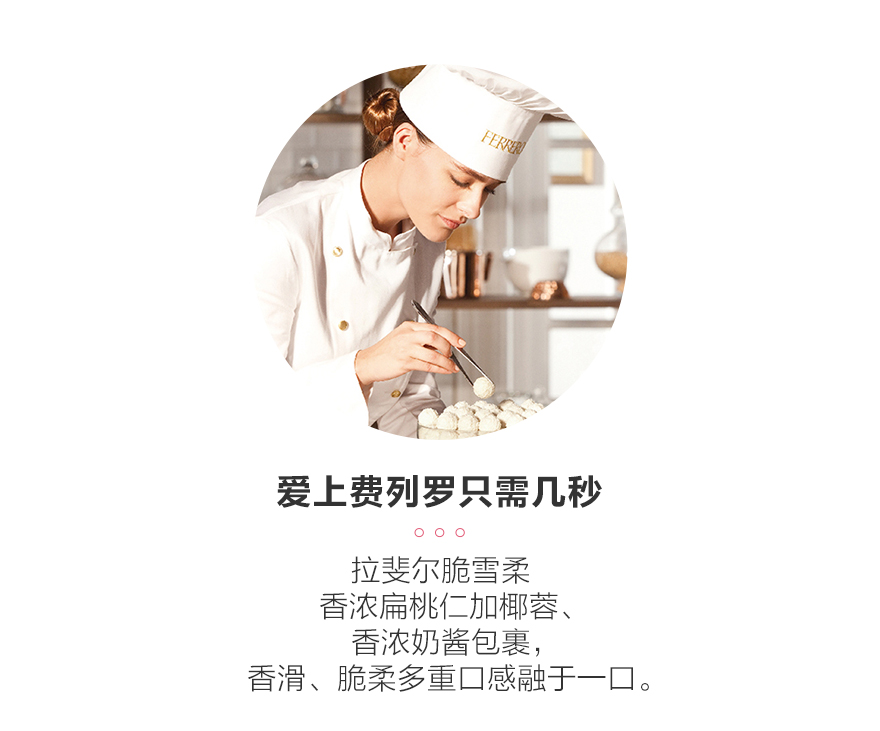 FERRERO
爱上费列罗只需几秒
拉斐尔脆雪柔
香浓扁桃仁加椰蓉、
香浓奶酱包裹，
香滑、脆柔多重口感融于一口。